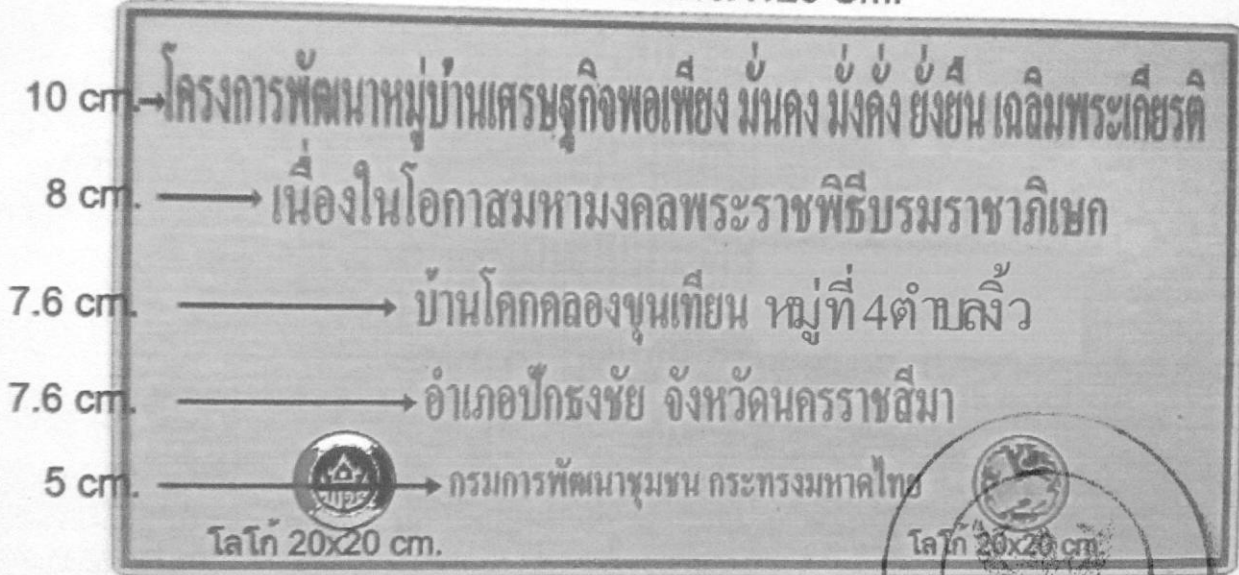 10 cm. โครงการพัฒนาหมู่บ้านเศรษฐกิจพอเพียง มั่นคง มั่งคั่ง ยั่งยืน เฉลิมพระเกียรติ
8 cm. เนื่องในโอกาสมหามงคลพระราชพิธีบรมราชาภิเษก
7.6 cm. บ้านโคกคลองขุนเทียน หมู่ที่ 4ตำบลงิ้ว
7.6 cm. อำเภอปักธงชัย จังหวัดนครราชสีมา
5 cm. กรมการพัฒนาชุมชน กระทรงมหาดไทย
โลโก้ 20x20 cm. โลโก้ 20x20 cm.